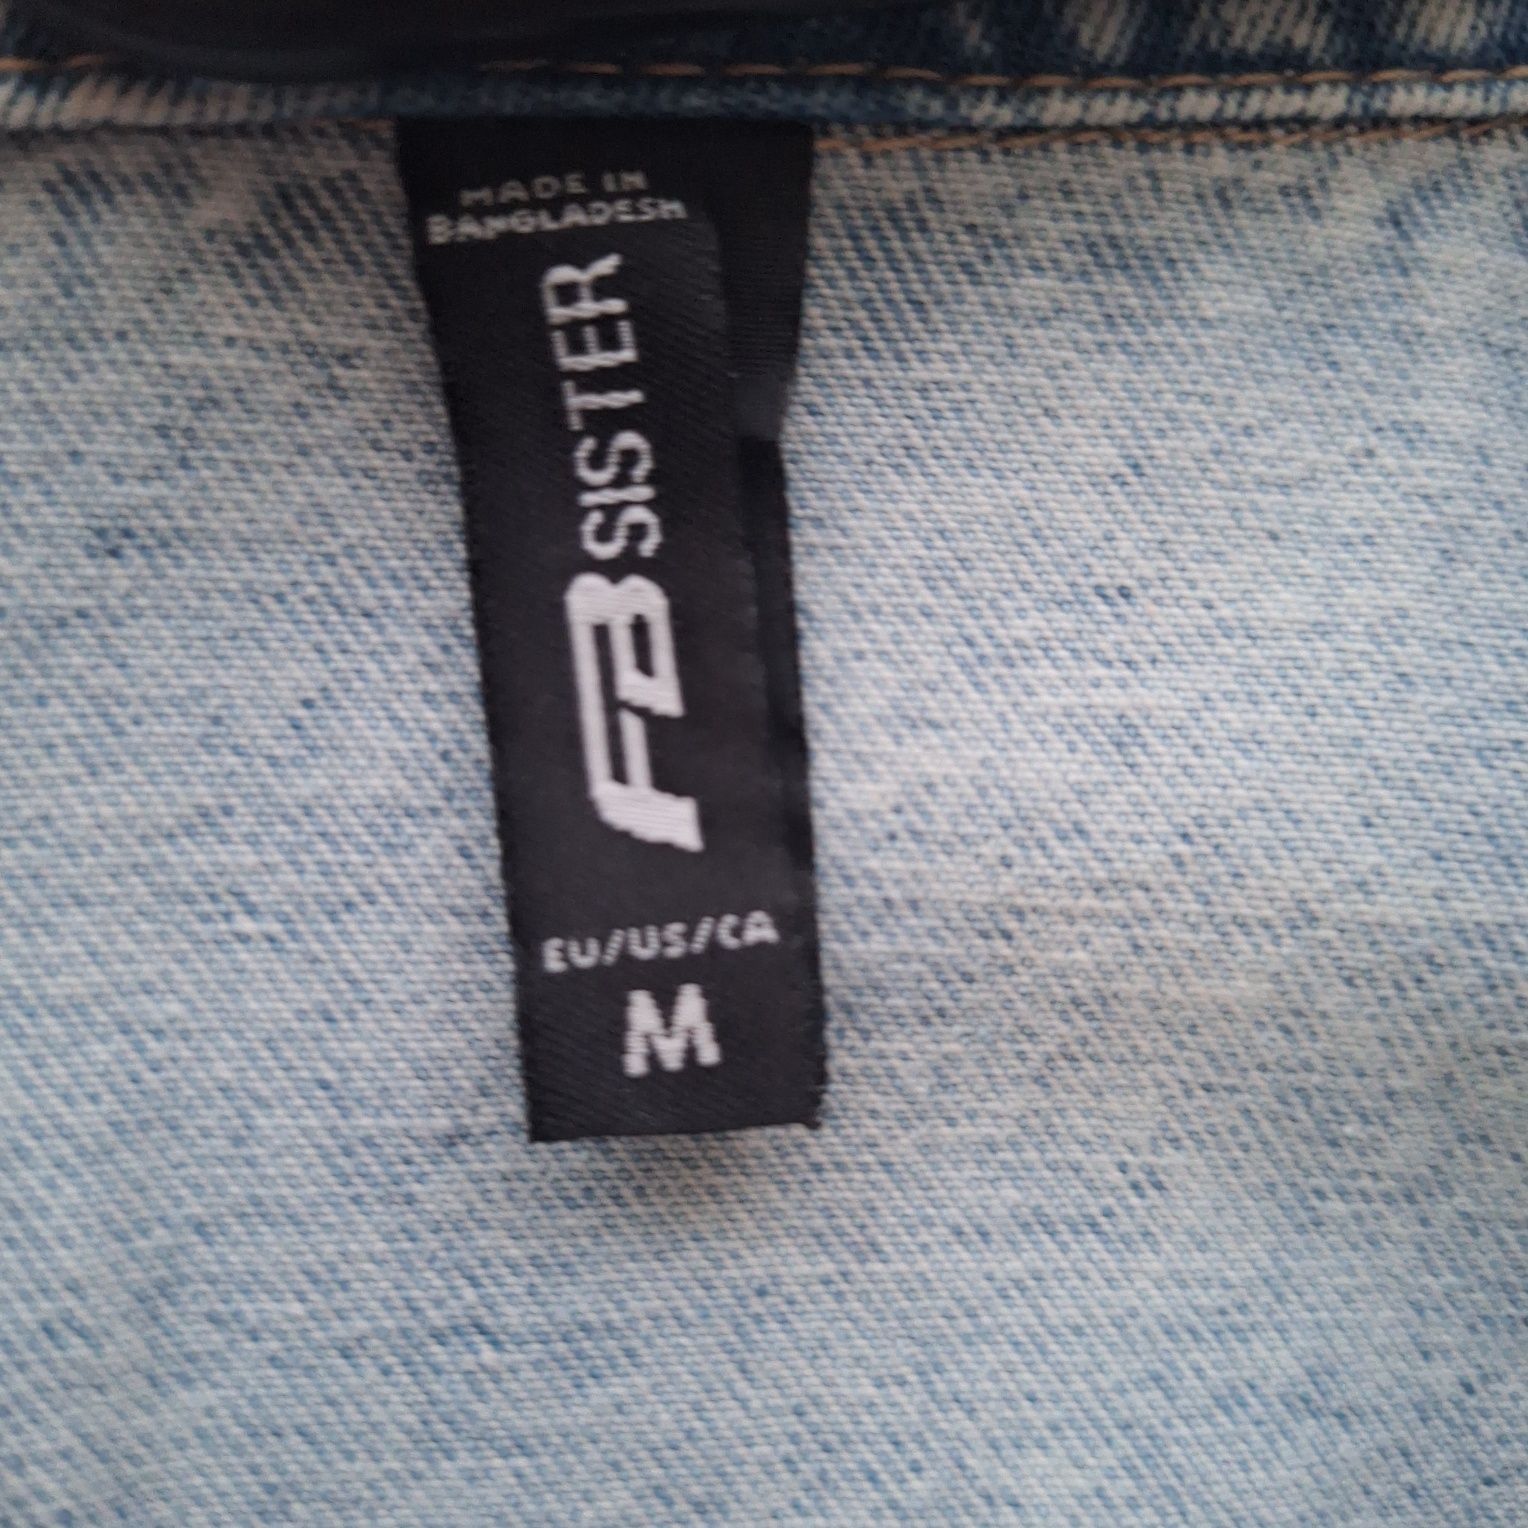 MADE IN
BANGLADESH
FB SISTER
EU/US/CA
M